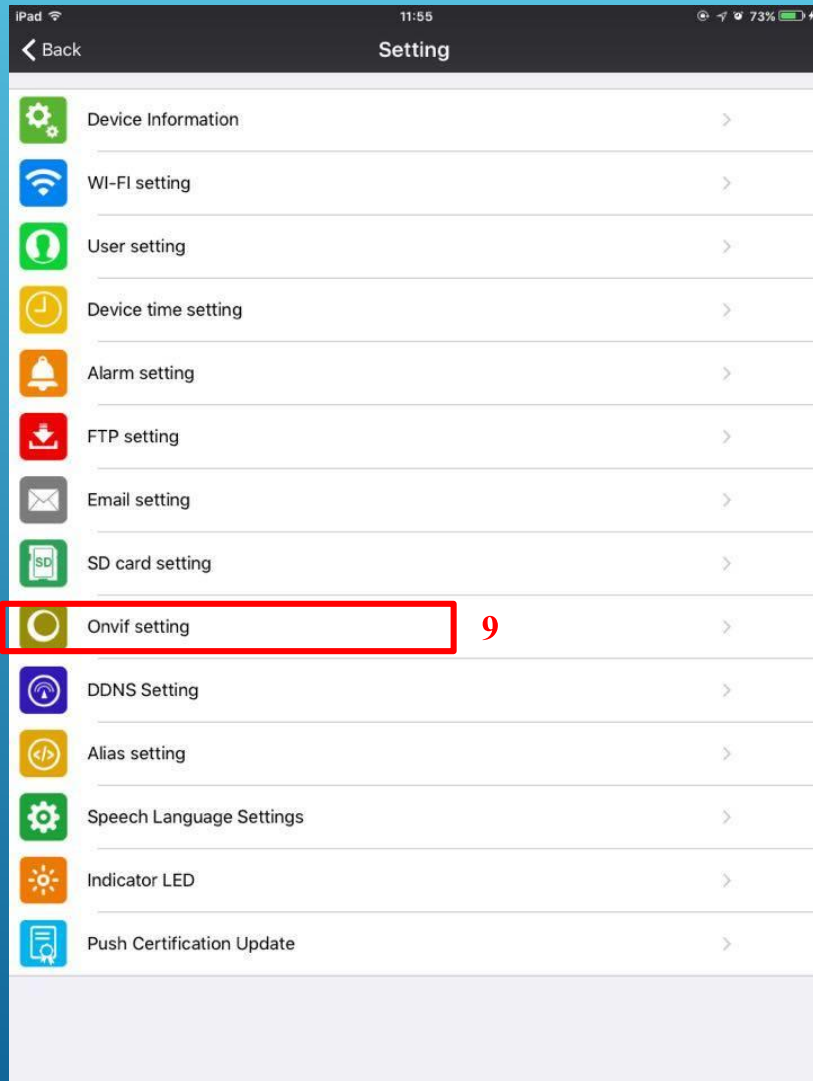 iPad 11:55 73%
Back Setting
Device Information
WI-FI setting
User setting
Device time setting
Alarm setting
FTP setting
Email setting
SD SD card setting
Onvif setting 9
DDNS Setting
</> Alias setting
Speech Language Settings
Indicator LED
Push Certification Update